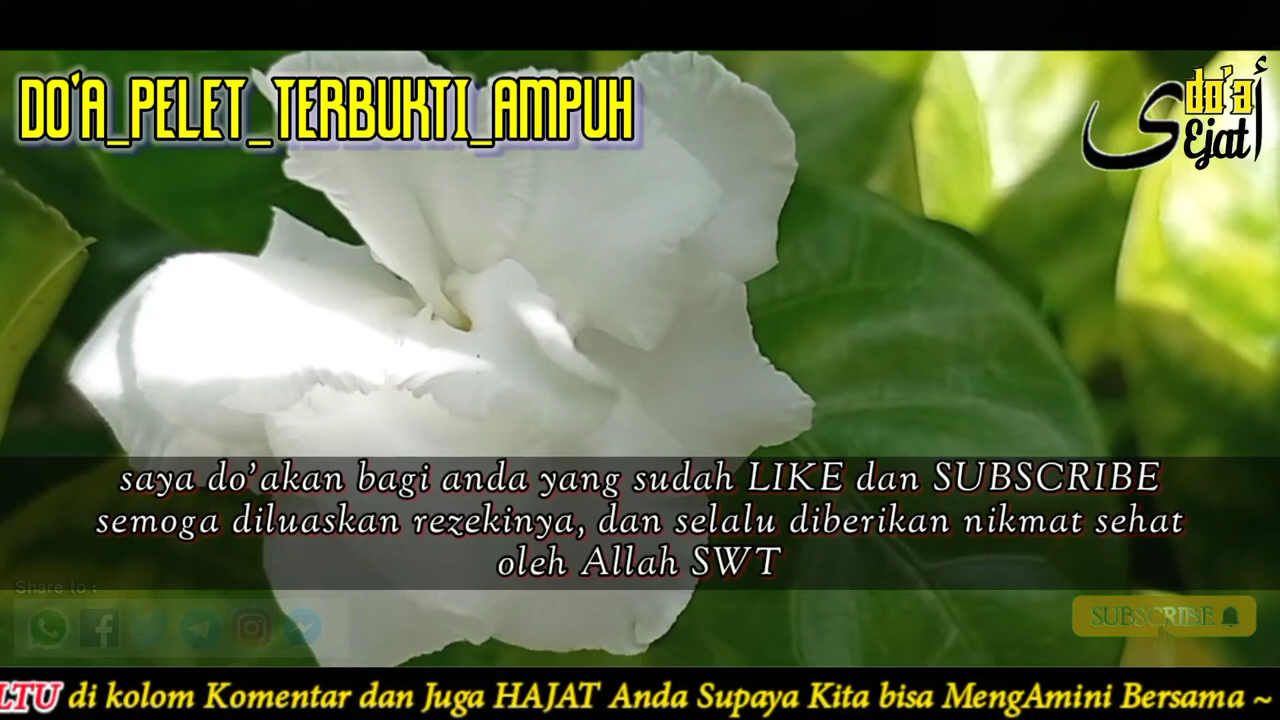 DO'A_PELET_TERBUKTI_AMPUH
do'a
Ejati
saya do'akan bagi anda yang sudah LIKE dan SUBSCRIBE
semoga diluaskan rezekinya, dan selalu diberikan nikmat sehat
oleh Allah SWT
Share to :
SUBSCRIBE
LTU di kolom Komentar dan Juga HAJAT Anda Supaya Kita bisa MengAmini Bersama ~